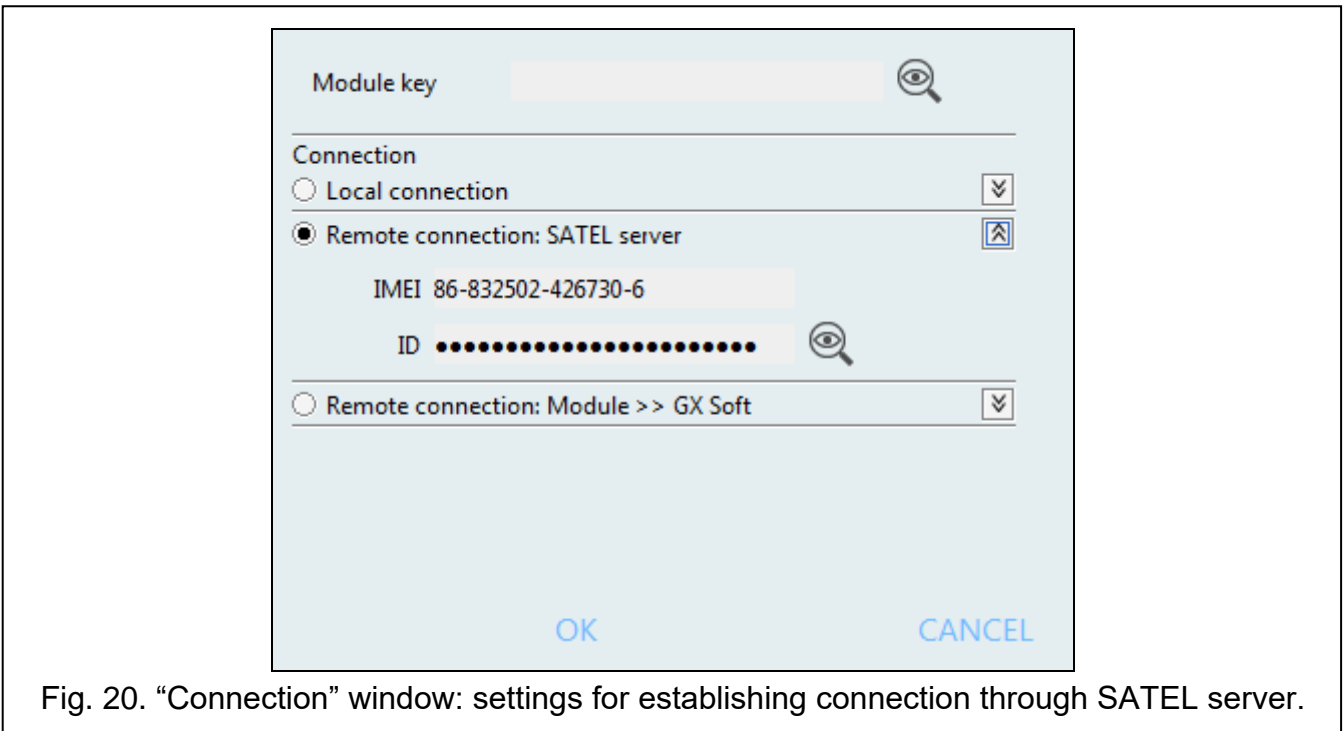 Module key
Connection
Local connection
Remote connection: SATEL server
IMEI 86-832502-426730-6
ID •••••••••••••••••••••••
Remote connection: Module >> GX Soft
OK CANCEL
Fig. 20. “Connection” window: settings for establishing connection through SATEL server.